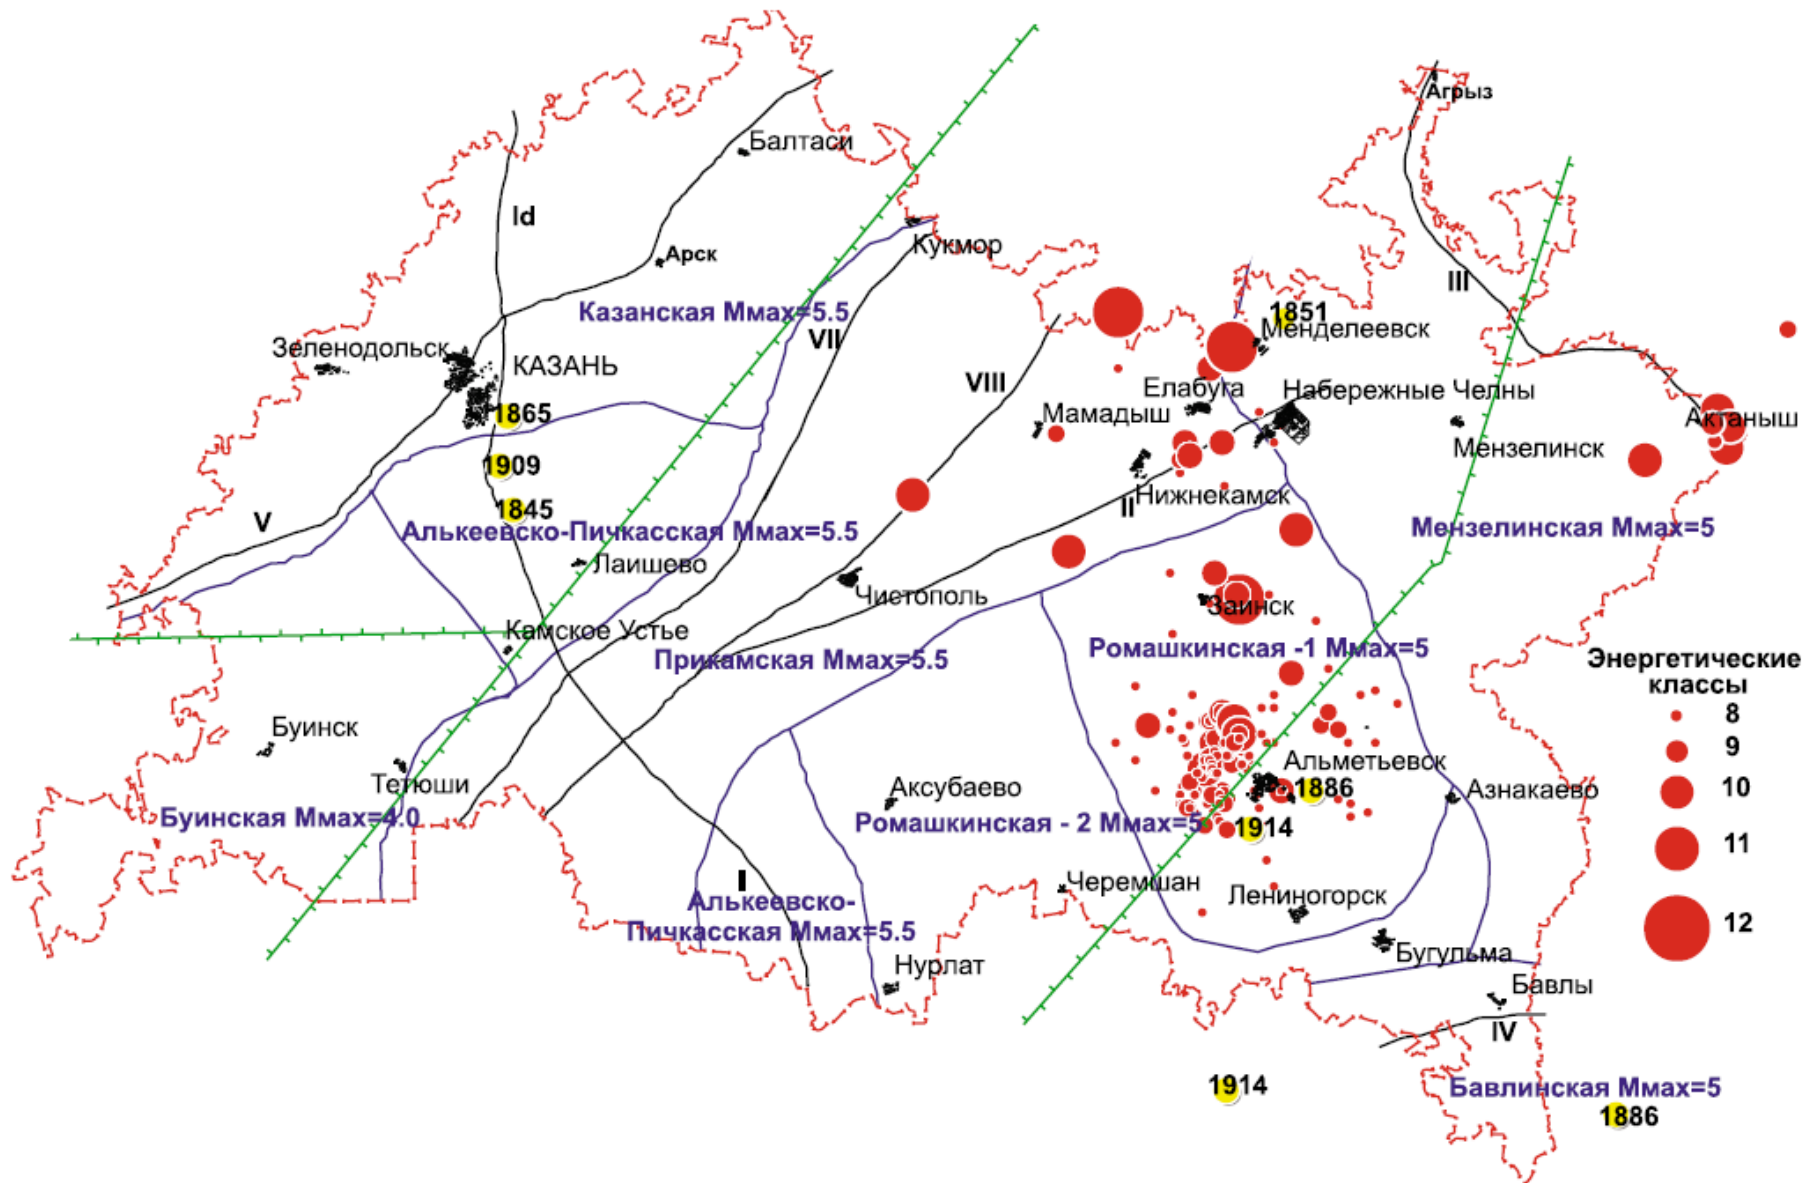 Агрыз
Балтаси
Id
Арск
Кукмор
III
Казанская Ммах=5.5
1851
Менделеевск
VII
Зеленодольск
КАЗАНЬ
VIII
Елабуга
Набережные Челны
1865
Мамадыш
Актаныш
Мензелинск
1909
Нижнекамск
1845
II
V
Алькеевско-Пичкасская Ммах=5.5
Мензелинская Ммах=5
Лаишево
Чистополь
Заинск
Камское Устье
Ромашкинская -1 Ммах=5
Прикамская Ммах=5.5
Энергетические
классы
8
Буинск
9
Альметьевск
Тетюши
Аксубаево
1886
Азнакаево
10
Буинская Ммах=4.0
Ромашкинская - 2 Ммах=5
1914
11
I
Черемшан
Алькеевско-
Пичкасская Ммах=5.5
Лениногорск
12
Бугульма
Нурлат
Бавлы
IV
1914
Бавлинская Ммах=5
1886